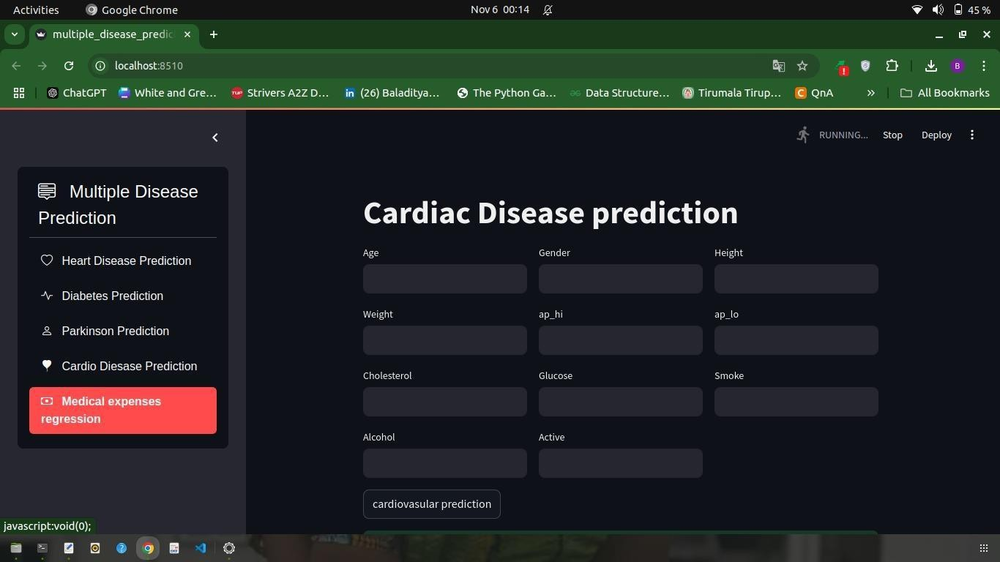 Activities
Google Chrome
Nov 6 00:14
45 %
multiple_disease_predic
localhost:8510
B
ChatGPT
White and Gre...
Strivers A2Z D...
(26) Baladitya...
The Python Ga...
Data Structure...
Tirumala Tirup...
QnA
All Bookmarks
RUNNING...
Stop
Deploy
Multiple Disease
Prediction
Heart Disease Prediction
Diabetes Prediction
Parkinson Prediction
Cardio Diesase Prediction
Medical expenses
regression
Cardiac Disease prediction
Age
Gender
Height
Weight
ap_hi
ap_lo
Cholesterol
Glucose
Smoke
Alcohol
Active
cardiovasular prediction
javascript:void(0);